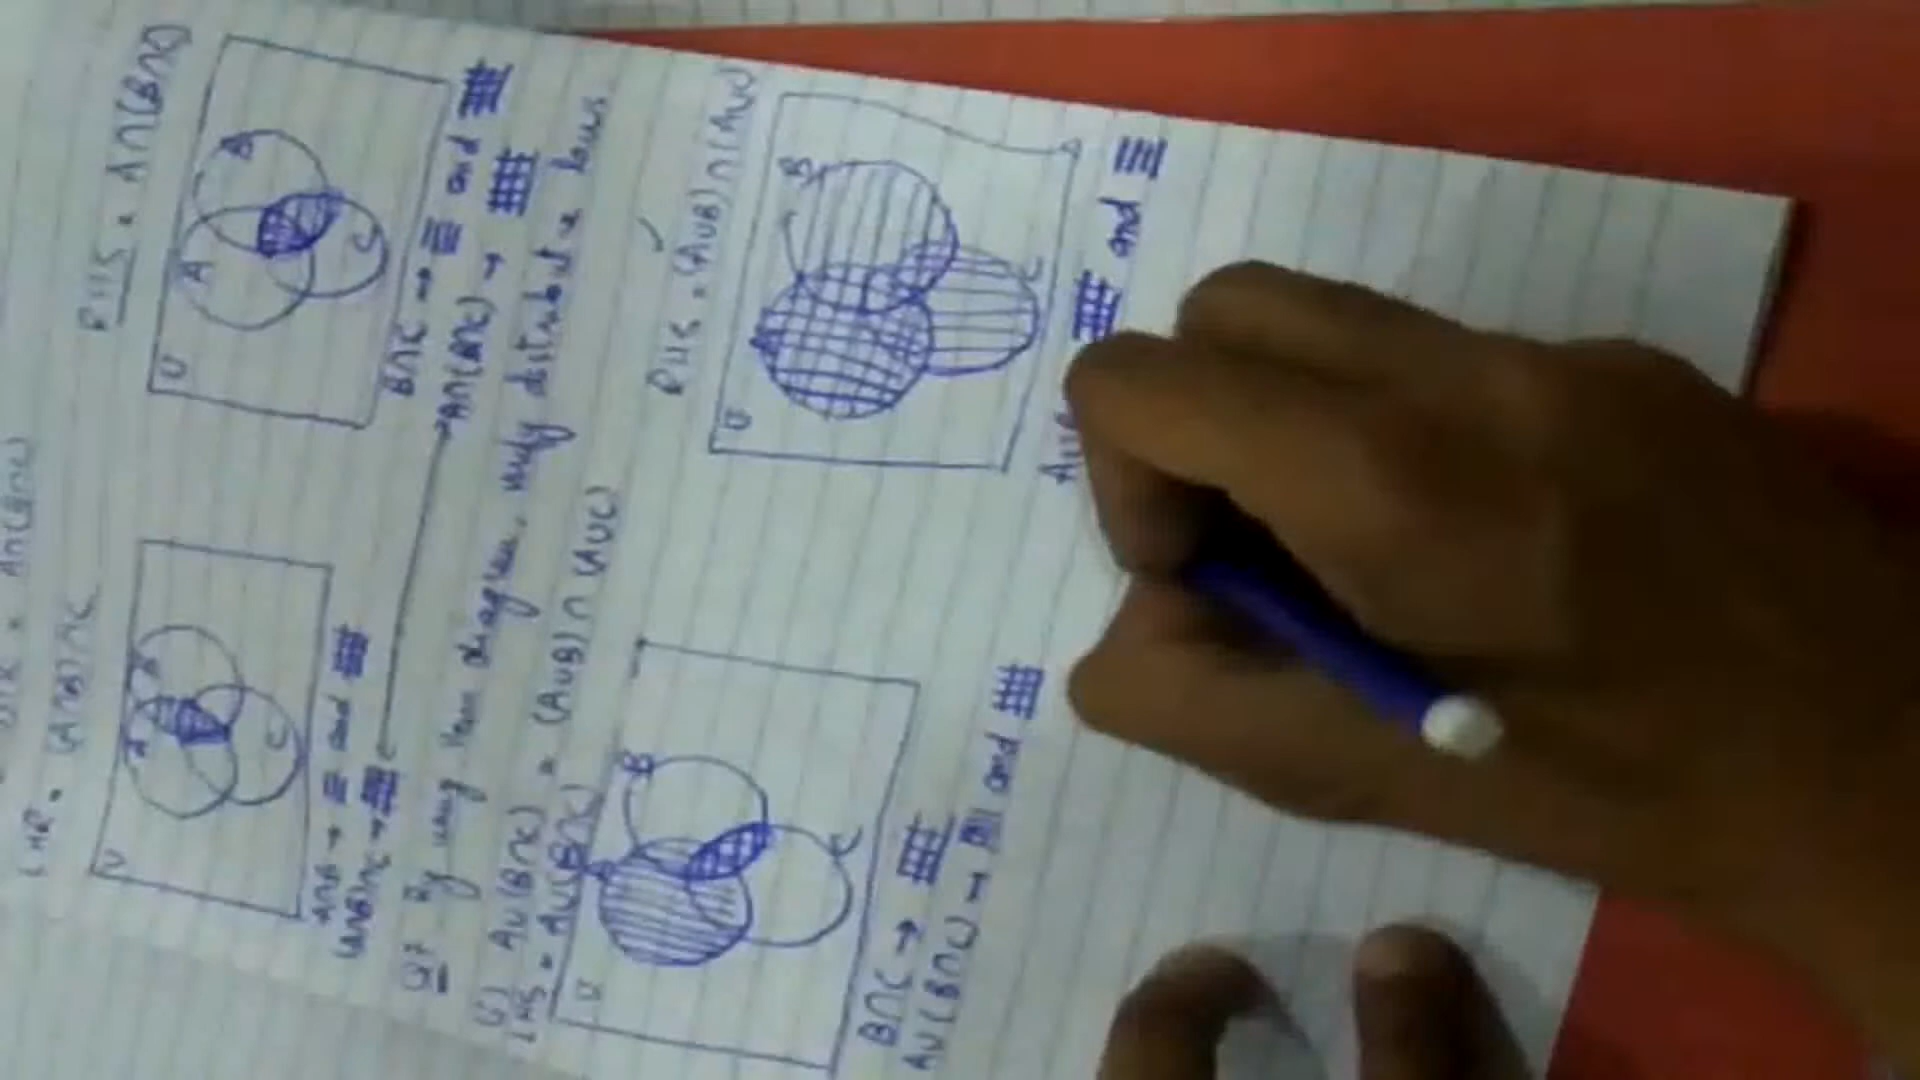 LHS = (A∩B)∩C
U
A
B
C
A∩B → and
(A∩B)∩C →
RHS = A∩(B∩C)
U
A
B
C
B∩C → and
A∩(B∩C) →
Q7 By using Venn diagram, verify distributive laws
i) A∪(B∩C) = (A∪B)∩(A∪C)
LHS = A∪(B∩C)
U
A
B
C
B∩C →
A∪(B∩C) → and
RHS = (A∪B)∩(A∪C)
U
A
B
C
and